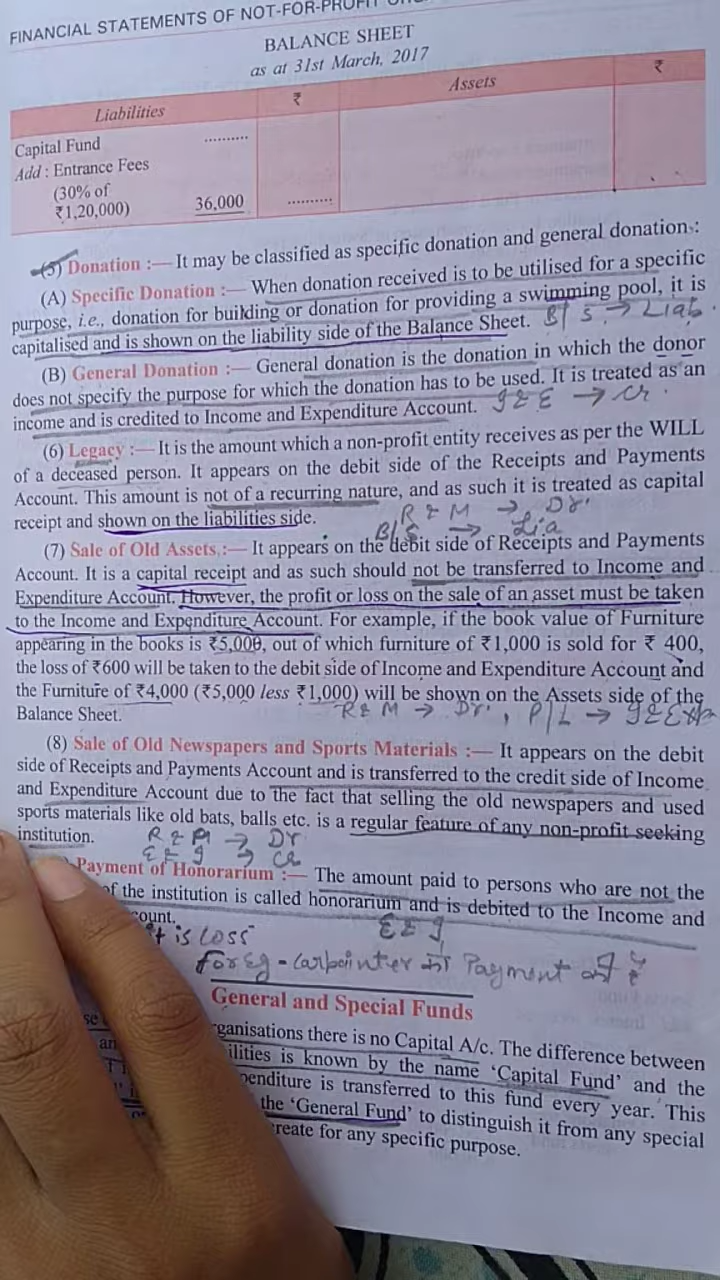 FINANCIAL STATEMENTS OF NOT-FOR-PROFIT
BALANCE SHEET
as at 31st March, 2017
Liabilities ₹ Assets ₹
Capital Fund ..........
Add : Entrance Fees
(30% of
₹1,20,000) 36,000 ..........
(5) Donation :— It may be classified as specific donation and general donation :
(A) Specific Donation :— When donation received is to be utilised for a specific
purpose, i.e., donation for building or donation for providing a swimming pool, it is
capitalised and is shown on the liability side of the Balance Sheet. B/S → Liab.
(B) General Donation :— General donation is the donation in which the donor
does not specify the purpose for which the donation has to be used. It is treated as an
income and is credited to Income and Expenditure Account. I & E → Cr.
(6) Legacy :— It is the amount which a non-profit entity receives as per the WILL
of a deceased person. It appears on the debit side of the Receipts and Payments
Account. This amount is not of a recurring nature, and as such it is treated as capital
receipt and shown on the liabilities side. R & M → Dr.
B/S → Lia
(7) Sale of Old Assets :— It appears on the debit side of Receipts and Payments
Account. It is a capital receipt and as such should not be transferred to Income and
Expenditure Account. However, the profit or loss on the sale of an asset must be taken
to the Income and Expenditure Account. For example, if the book value of Furniture
appearing in the books is ₹5,000, out of which furniture of ₹1,000 is sold for ₹ 400,
the loss of ₹600 will be taken to the debit side of Income and Expenditure Account and
the Furniture of ₹4,000 (₹5,000 less ₹1,000) will be shown on the Assets side of the
Balance Sheet. R & M → Dr., P/L → I & Exp
(8) Sale of Old Newspapers and Sports Materials :— It appears on the debit
side of Receipts and Payments Account and is transferred to the credit side of Income
and Expenditure Account due to the fact that selling the old newspapers and used
sports materials like old bats, balls etc. is a regular feature of any non-profit seeking
institution. R & M → Dr
E & I → Cr
Payment of Honorarium :— The amount paid to persons who are not the
of the institution is called honorarium and is debited to the Income and
count. E & I
It is Loss
for Eg - Carpointer का Payment
General and Special Funds
ganisations there is no Capital A/c. The difference between
ilities is known by the name ‘Capital Fund’ and the
penditure is transferred to this fund every year. This
the ‘General Fund’ to distinguish it from any special
reate for any specific purpose.